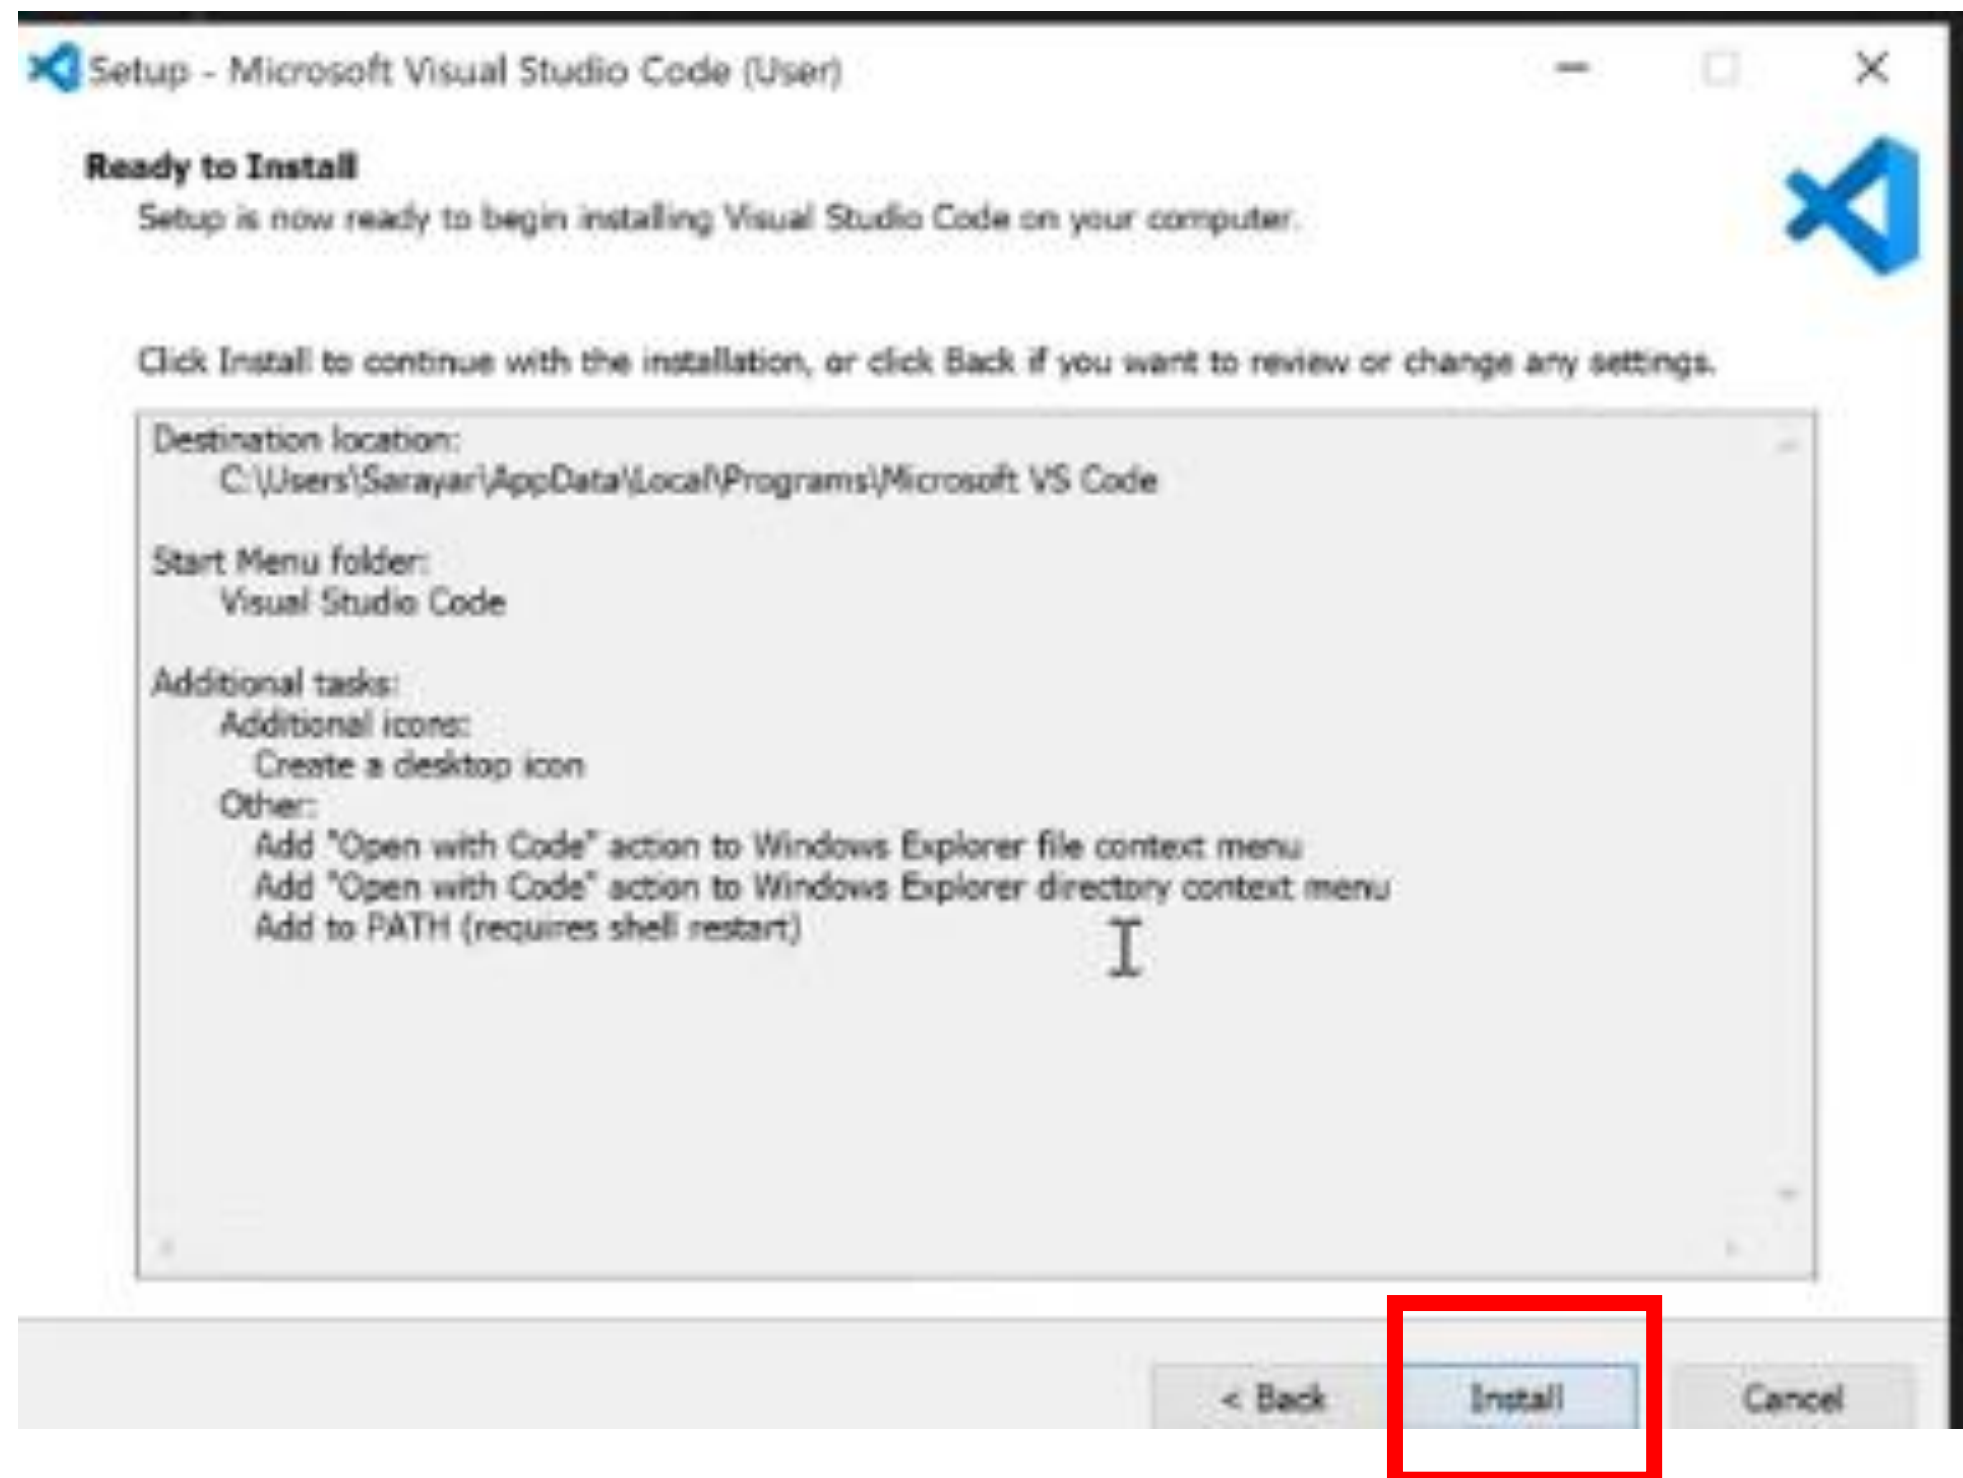 Setup - Microsoft Visual Studio Code (User)
Ready to Install
Setup is now ready to begin installing Visual Studio Code on your computer.
Click Install to continue with the installation, or click Back if you want to review or change any settings.
Destination location:
C:\Users\Sarayar\AppData\Local\Programs\Microsoft VS Code
Start Menu folder:
Visual Studio Code
Additional tasks:
Additional icons:
Create a desktop icon
Other:
Add "Open with Code" action to Windows Explorer file context menu
Add "Open with Code" action to Windows Explorer directory context menu
Add to PATH (requires shell restart)
< Back Install Cancel